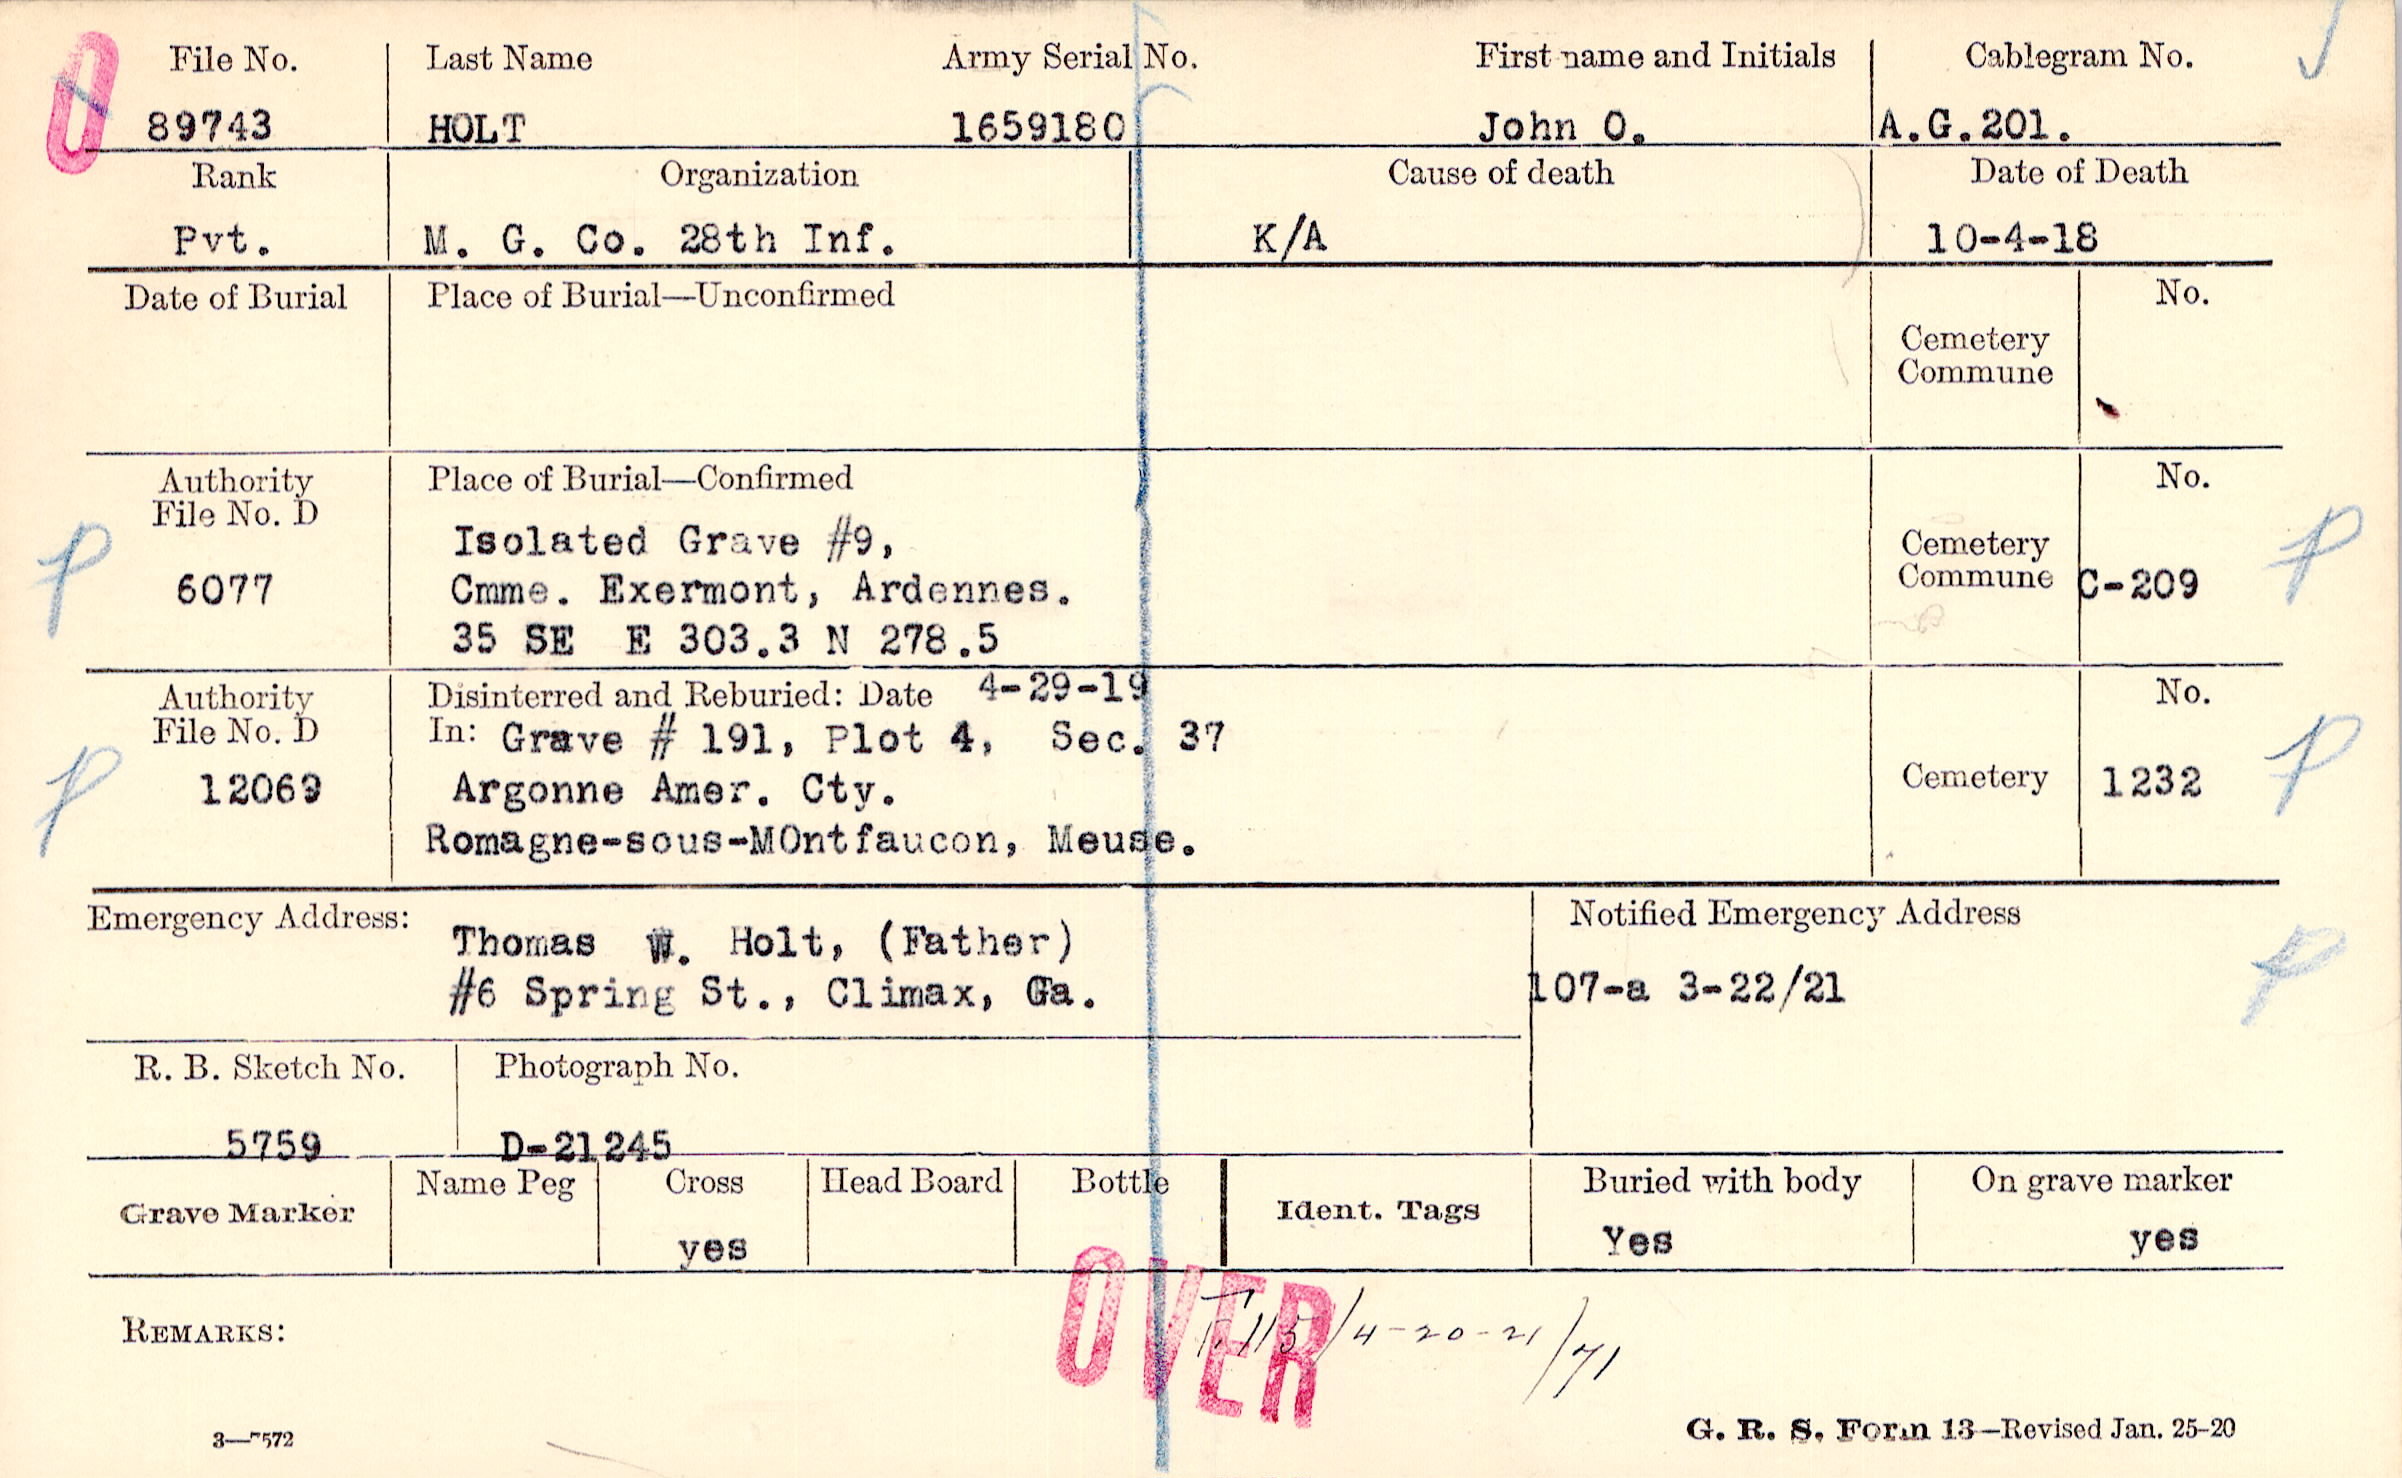 O
File No. Last Name Army Serial No. First name and Initials Cablegram No.
89743 HOLT 1659180 John O. A.G.201.
Rank Organization Cause of death Date of Death
Pvt. M. G. Co. 28th Inf. K/A 10-4-18
Date of Burial Place of Burial—Unconfirmed No.
Cemetery
Commune
Authority Place of Burial—Confirmed No.
File No. D
Isolated Grave #9,
6077 Cmme. Exermont, Ardennes. Cemetery
Commune C-209
35 SE E 303.3 N 278.5
Authority Disinterred and Reburied: Date 4-29-19 No.
File No. D In: Grave # 191, Plot 4, Sec. 37
12069 Argonne Amer. Cty. Cemetery 1232
Romagne-sous-MOntfaucon, Meuse.
Emergency Address: Notified Emergency Address
Thomas W. Holt, (Father)
#6 Spring St., Climax, Ga. 107-a 3-22/21
R. B. Sketch No. Photograph No.
5759 D-21245
Grave Marker Name Peg Cross Head Board Bottle Ident. Tags Buried with body On grave marker
yes Yes yes
OVER
REMARKS: /4-20-21/71
G. R. S. Form 13—Revised Jan. 25-20